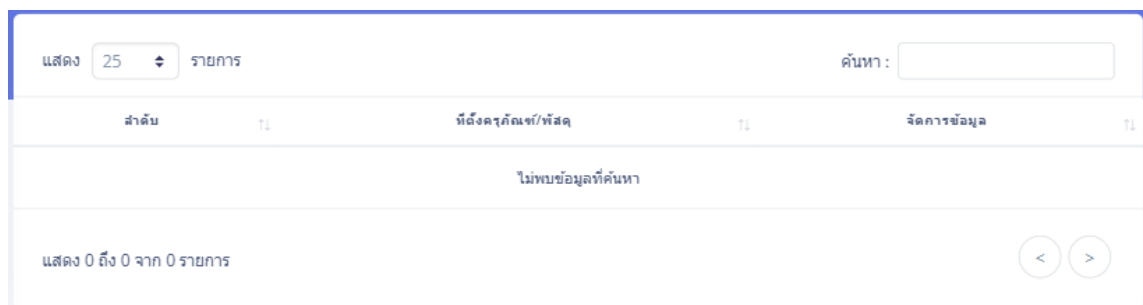 แสดง 25 รายการ ค้นหา :
ลำดับ ที่ตั้งครุภัณฑ์/พัสดุ จัดการข้อมูล
ไม่พบข้อมูลที่ค้นหา
แสดง 0 ถึง 0 จาก 0 รายการ < >